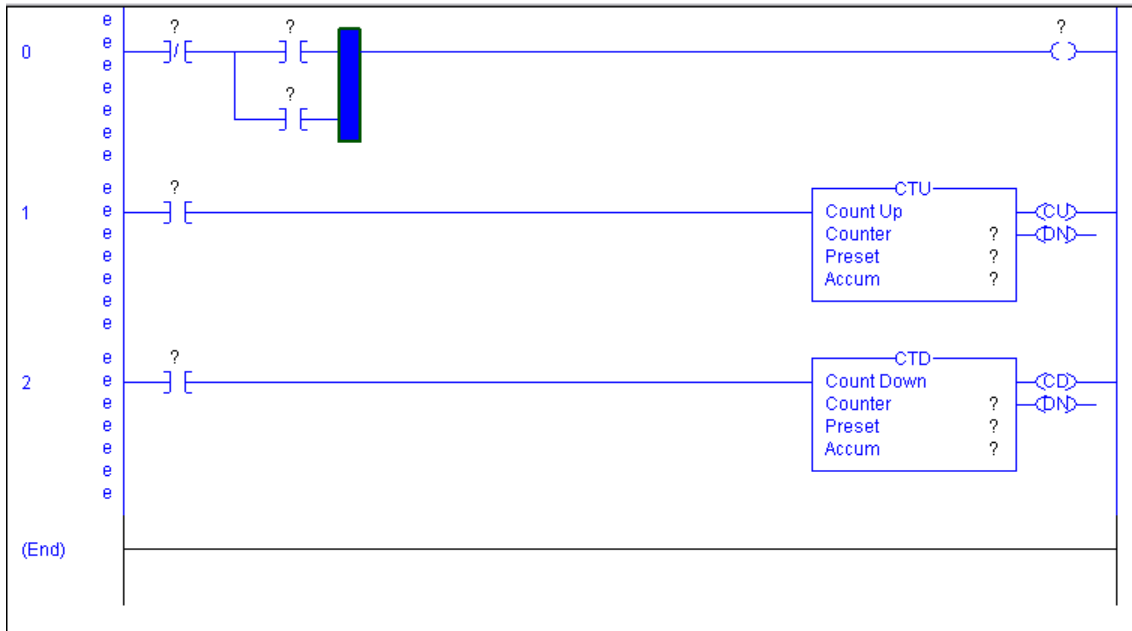 e
? ? ?
0 e
e
e
?
e
e
e
e ? CTU
1 e Count Up CU
e Counter ? DN
e Preset ?
e Accum ?
e
e
e ? CTD
2 e Count Down CD
e Counter ? DN
e Preset ?
e Accum ?
e
e
(End)